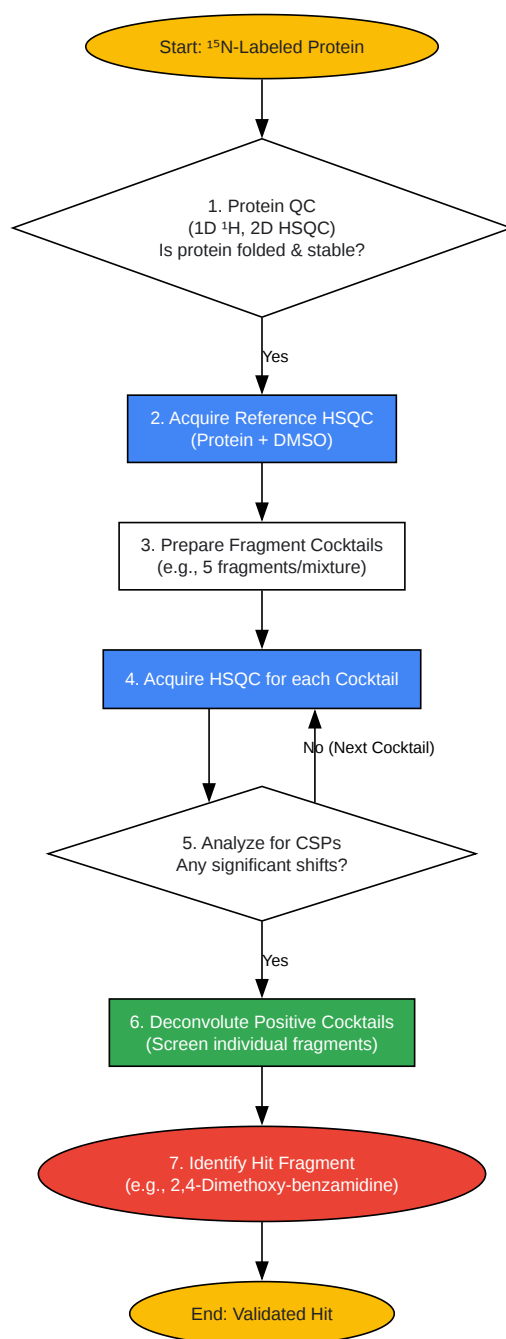 Start: ¹⁵N-Labeled Protein
1. Protein QC
(1D ¹H, 2D HSQC)
Is protein folded & stable?
Yes
2. Acquire Reference HSQC
(Protein + DMSO)
3. Prepare Fragment Cocktails
(e.g., 5 fragments/mixture)
4. Acquire HSQC for each Cocktail
No (Next Cocktail)
5. Analyze for CSPs
Any significant shifts?
Yes
6. Deconvolute Positive Cocktails
(Screen individual fragments)
7. Identify Hit Fragment
(e.g., 2,4-Dimethoxy-benzamidine)
End: Validated Hit